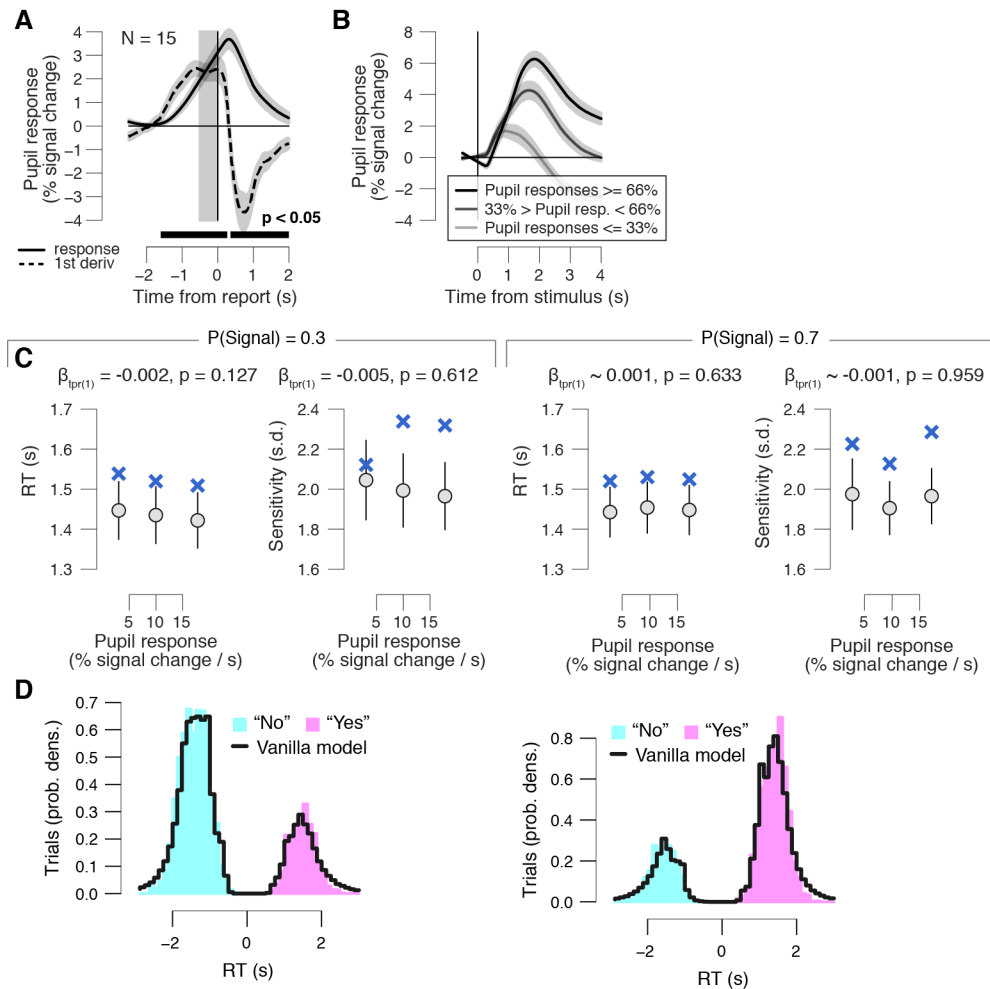 A
N = 15
Pupil response
(% signal change)
4
3
2
1
0
−1
−2
−3
−4
p < 0.05
response
1st deriv
−2 −1 0 1 2
Time from report (s)
B
Pupil response
(% signal change)
8
6
4
2
0
−2
−4
Pupil responses >= 66%
33% > Pupil resp. < 66%
Pupil responses <= 33%
0 1 2 3 4
Time from stimulus (s)
P(Signal) = 0.3
P(Signal) = 0.7
C
βtpr(1) = -0.002, p = 0.127
βtpr(1) = -0.005, p = 0.612
βtpr(1) ~ 0.001, p = 0.633
βtpr(1) ~ -0.001, p = 0.959
RT (s)
1.7
1.6
1.5
1.4
1.3
5 10 15
Pupil response
(% signal change / s)
Sensitivity (s.d.)
2.4
2.2
2.0
1.8
1.6
5 10 15
Pupil response
(% signal change / s)
RT (s)
1.7
1.6
1.5
1.4
1.3
5 10 15
Pupil response
(% signal change / s)
Sensitivity (s.d.)
2.4
2.2
2.0
1.8
1.6
5 10 15
Pupil response
(% signal change / s)
D
Trials (prob. dens.)
0.7
0.6
0.5
0.4
0.3
0.2
0.1
0.0
“No” “Yes”
Vanilla model
−2 0 2
RT (s)
Trials (prob. dens.)
0.8
0.6
0.4
0.2
0.0
“No” “Yes”
Vanilla model
−2 0 2
RT (s)